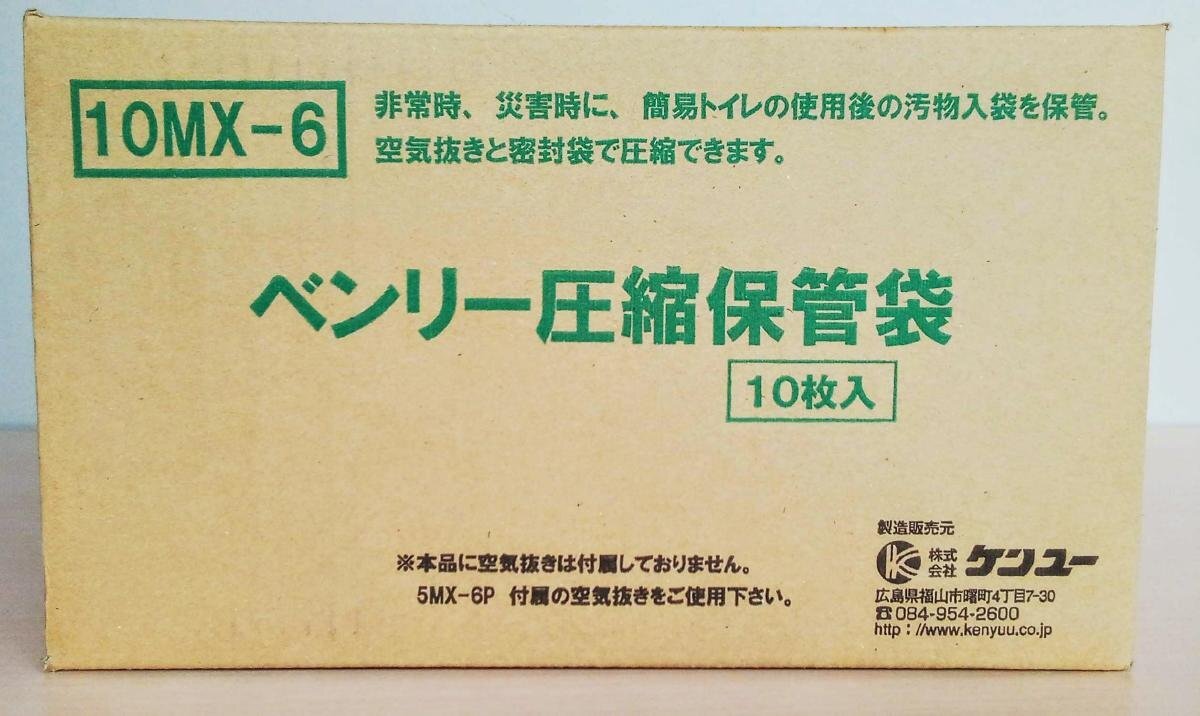 10MX-6
非常時、災害時に、簡易トイレの使用後の汚物入袋を保管。
空気抜きと密封袋で圧縮できます。
ベンリー圧縮保管袋
10枚入
※本品に空気抜きは付属しておりません。
5MX-6P 付属の空気抜きをご使用下さい。
製造販売元
株式会社 ケンユー
広島県福山市曙町4丁目7-30
☎084-954-2600
http://www.kenyuu.co.jp